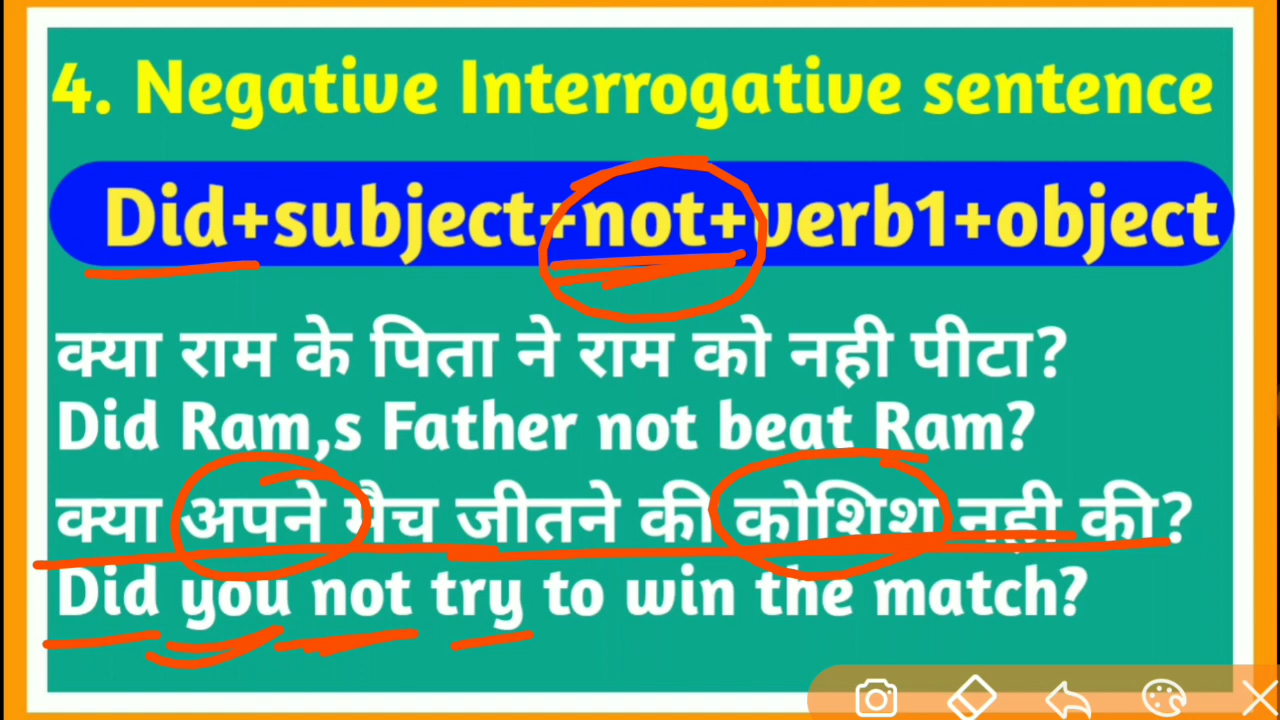 4. Negative Interrogative sentence
Did+subject+not+verb1+object
क्या राम के पिता ने राम को नही पीटा?
Did Ram,s Father not beat Ram?
क्या अपने मैच जीतने की कोशिश नही की?
Did you not try to win the match?